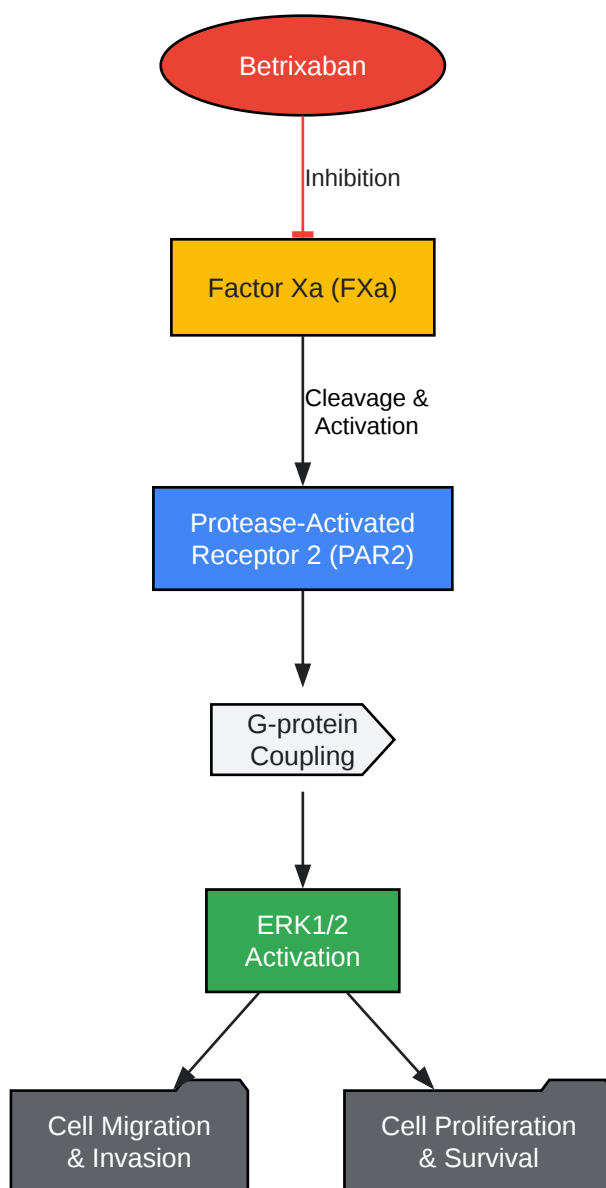 Betrixaban
Inhibition
Factor Xa (FXa)
Cleavage &
Activation
Protease-Activated
Receptor 2 (PAR2)
G-protein
Coupling
ERK1/2
Activation
Cell Migration
& Invasion
Cell Proliferation
& Survival